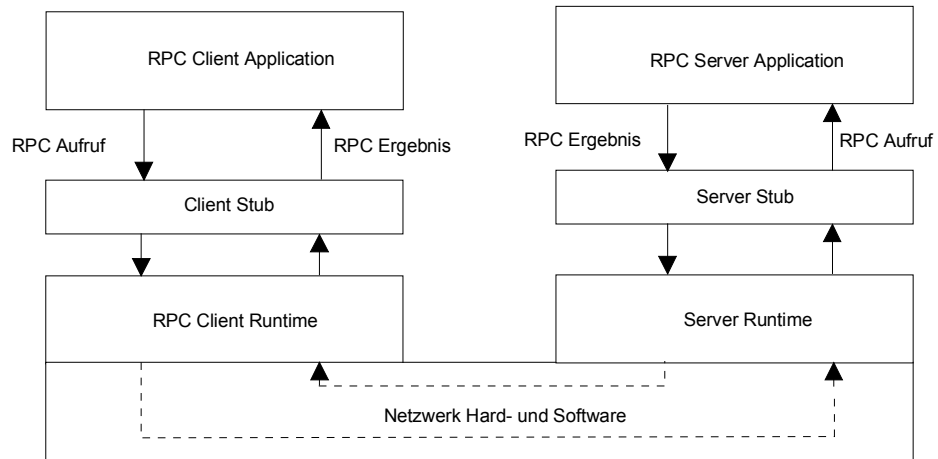 RPC Client Application
RPC Server Application
RPC Aufruf
RPC Ergebnis
RPC Ergebnis
RPC Aufruf
Client Stub
Server Stub
RPC Client Runtime
Server Runtime
Netzwerk Hard- und Software